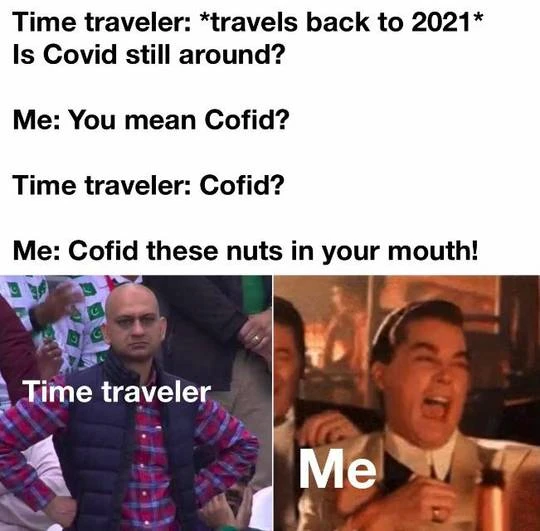 Time traveler: *travels back to 2021*
Is Covid still around?
Me: You mean Cofid?
Time traveler: Cofid?
Me: Cofid these nuts in your mouth!
Time traveler
Me